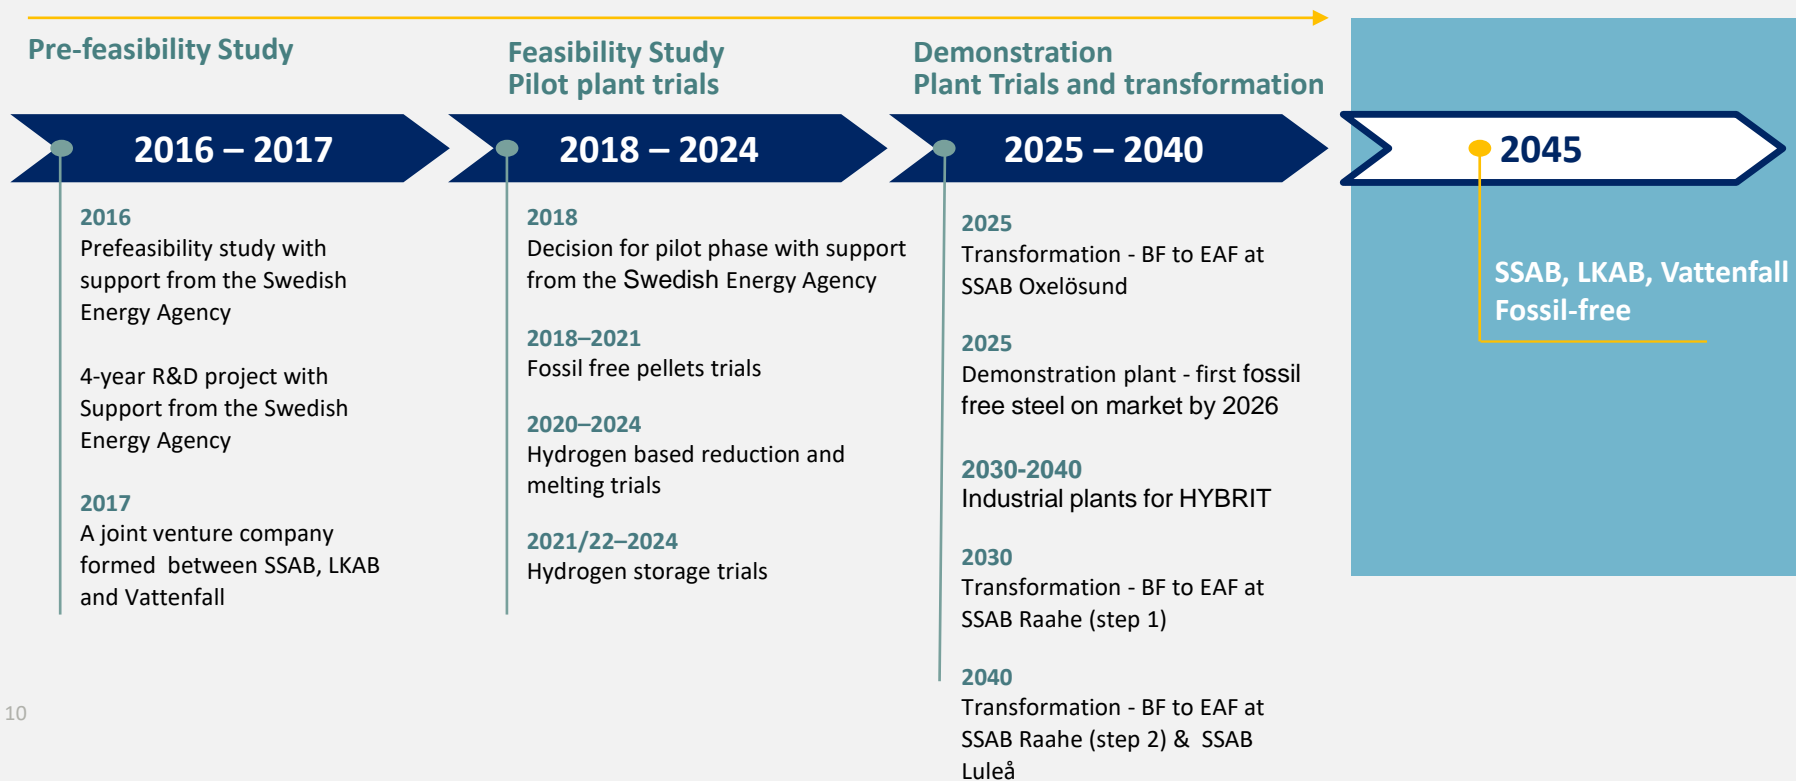 Pre-feasibility Study
2016 – 2017
2016
Prefeasibility study with
support from the Swedish
Energy Agency
4-year R&D project with
Support from the Swedish
Energy Agency
2017
A joint venture company
formed  between SSAB, LKAB
and Vattenfall
Feasibility Study
Pilot plant trials
2018 – 2024
2018
Decision for pilot phase with support
from the Swedish Energy Agency
2018–2021
Fossil free pellets trials
2020–2024
Hydrogen based reduction and
melting trials
2021/22–2024
Hydrogen storage trials
Demonstration
Plant Trials and transformation
2025 – 2040
2025
Transformation - BF to EAF at
SSAB Oxelösund
2025
Demonstration plant - first fossil
free steel on market by 2026
2030-2040
Industrial plants for HYBRIT
2030
Transformation - BF to EAF at
SSAB Raahe (step 1)
2040
Transformation - BF to EAF at
SSAB Raahe (step 2) &  SSAB
Luleå
2045
SSAB, LKAB, Vattenfall
Fossil-free
10